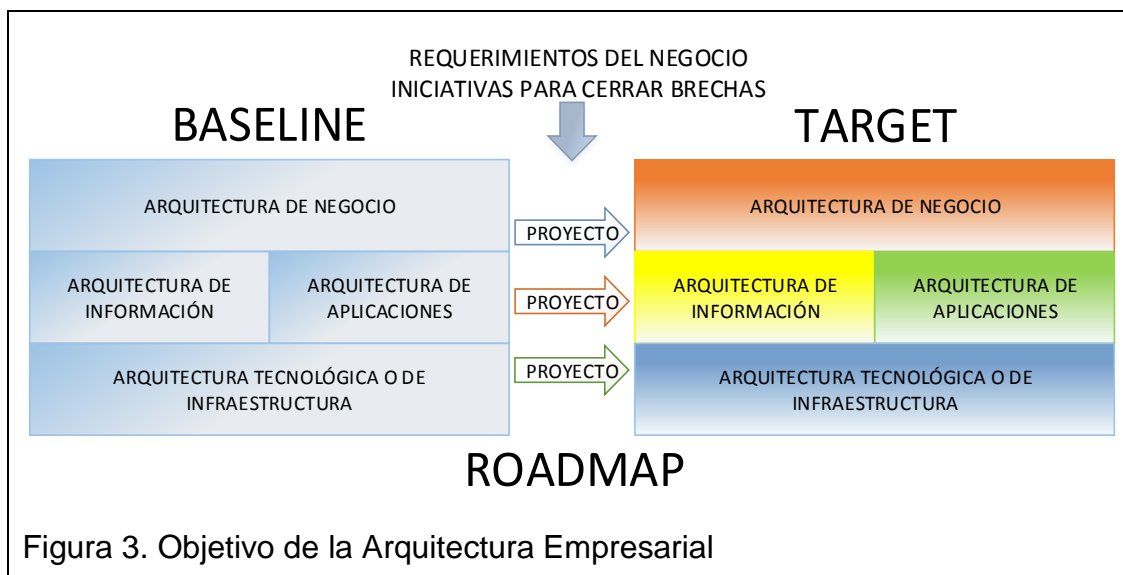 REQUERIMIENTOS DEL NEGOCIO
INICIATIVAS PARA CERRAR BRECHAS
BASELINE
TARGET
ARQUITECTURA DE NEGOCIO
ARQUITECTURA DE
INFORMACIÓN
ARQUITECTURA DE
APLICACIONES
ARQUITECTURA TECNOLÓGICA O DE
INFRAESTRUCTURA
PROYECTO
PROYECTO
PROYECTO
ARQUITECTURA DE NEGOCIO
ARQUITECTURA DE
INFORMACIÓN
ARQUITECTURA DE
APLICACIONES
ARQUITECTURA TECNOLÓGICA O DE
INFRAESTRUCTURA
ROADMAP
Figura 3. Objetivo de la Arquitectura Empresarial